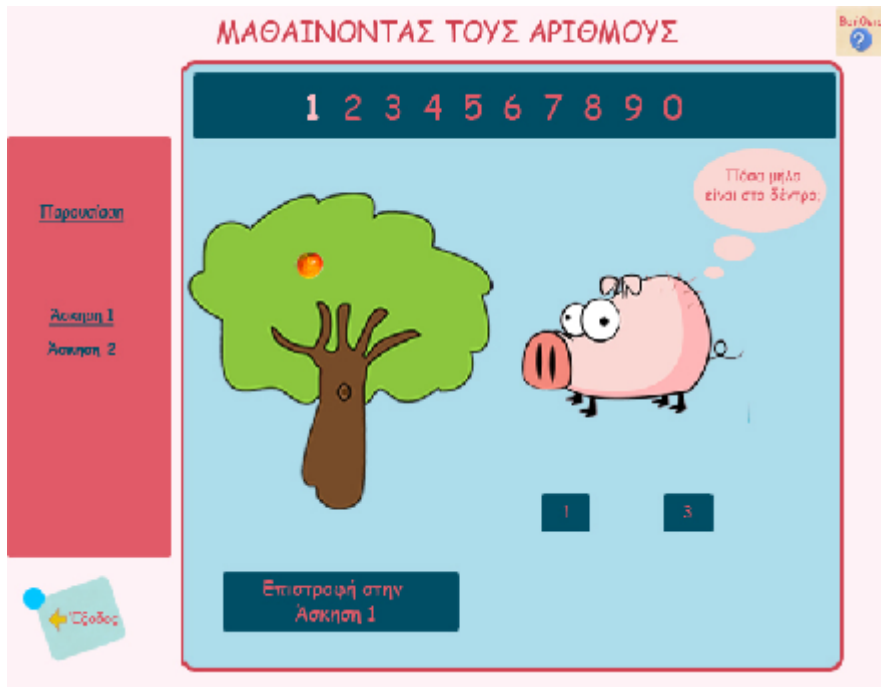 ΜΑΘΑΙΝΟΝΤΑΣ ΤΟΥΣ ΑΡΙΘΜΟΥΣ
Βοήθεια
?
1 2 3 4 5 6 7 8 9 0
Πόσα μήλα
είναι στο δέντρο;
Παρουσίαση
Άσκηση 1
Άσκηση 2
1 3
Επιστροφή στην
Άσκηση 1
Έξοδος